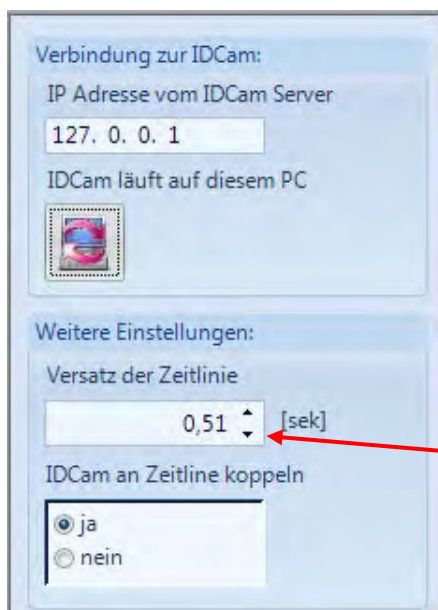 Verbindung zur IDCam:
IP Adresse vom IDCam Server
127. 0. 0. 1
IDCam läuft auf diesem PC
Weitere Einstellungen:
Versatz der Zeitlinie
0,51 [sek]
IDCam an Zeitline koppeln
ja
nein